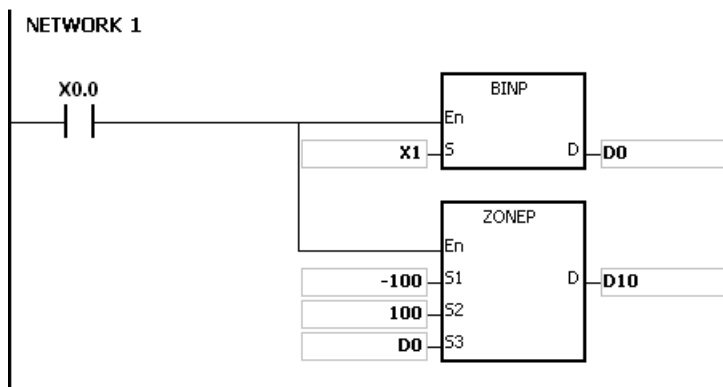 NETWORK 1
X0.0
BINP
En
X1 S D D0
ZONEP
En
-100 S1 D D10
100 S2
D0 S3